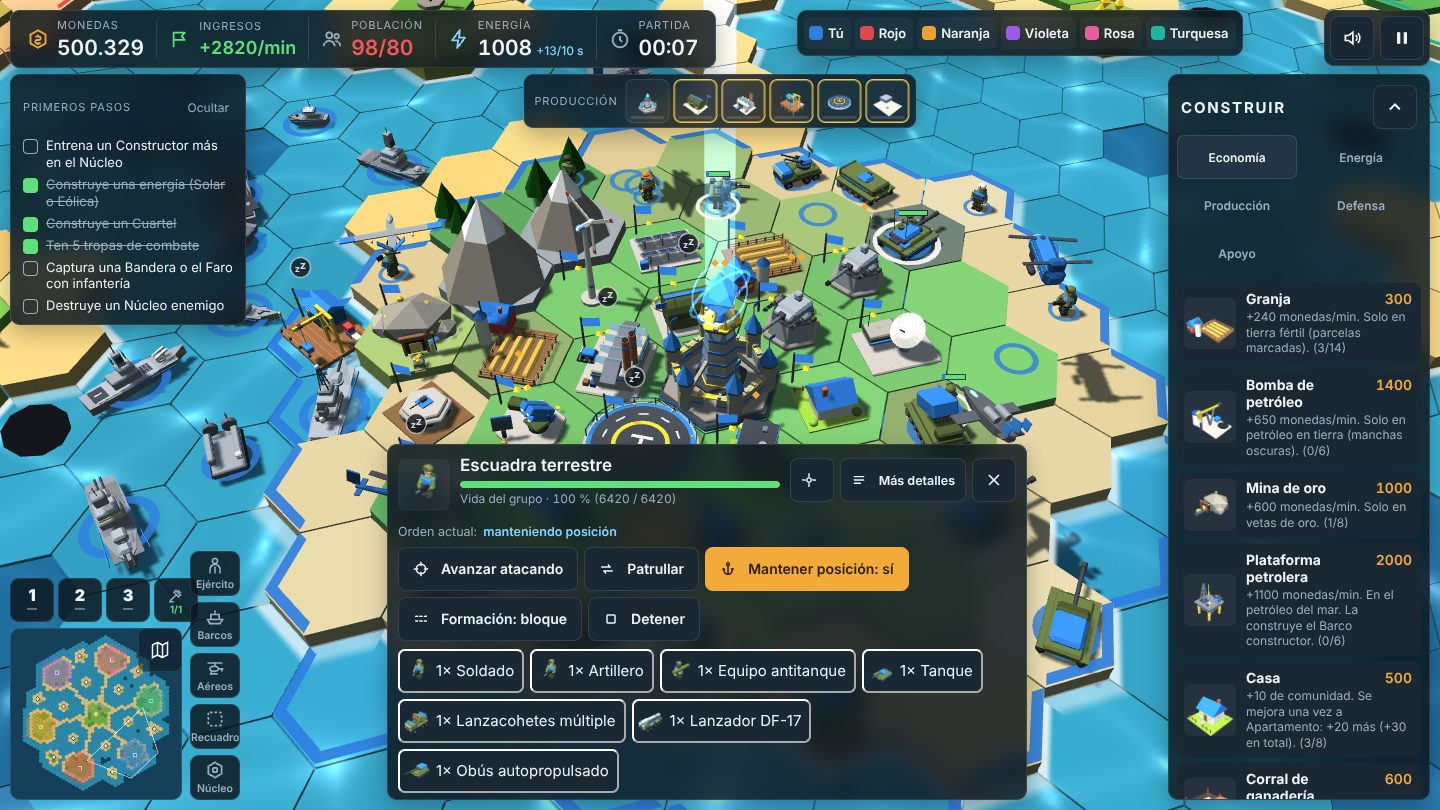 MONEDAS
500.329
INGRESOS
+2820/min
POBLACIÓN
98/80
ENERGÍA
1008 +13/10 s
PARTIDA
00:07
Tú
Rojo
Naranja
Violeta
Rosa
Turquesa
PRIMEROS PASOS
Ocultar
Entrena un Constructor más
en el Núcleo
Construye una energía (Solar
o Eólica)
Construye un Cuartel
Ten 5 tropas de combate
Captura una Bandera o el Faro
con infantería
Destruye un Núcleo enemigo
PRODUCCIÓN
CONSTRUIR
Economía
Energía
Producción
Defensa
Apoyo
Granja
300
+240 monedas/min. Solo en
tierra fértil (parcelas
marcadas). (3/14)
Bomba de
petróleo
1400
+650 monedas/min. Solo en
petróleo en tierra (manchas
oscuras). (0/6)
Mina de oro
1000
+600 monedas/min. Solo en
vetas de oro. (1/8)
Plataforma
petrolera
2000
+1100 monedas/min. En el
petróleo del mar. La
construye el Barco
constructor. (0/6)
Casa
500
+10 de comunidad. Se
mejora una vez a
Apartamento: +20 más (+30
en total). (3/8)
Corral de
ganadería
600
zZ
zZ
zZ
zZ
zZ
1
2
3
1/1
Ejército
Barcos
Aéreos
Recuadro
Núcleo
Escuadra terrestre
Vida del grupo · 100 % (6420 / 6420)
Más detalles
Orden actual: manteniendo posición
Avanzar atacando
Patrullar
Mantener posición: sí
Formación: bloque
Detener
1× Soldado
1× Artillero
1× Equipo antitanque
1× Tanque
1× Lanzacohetes múltiple
1× Lanzador DF-17
1× Obús autopropulsado